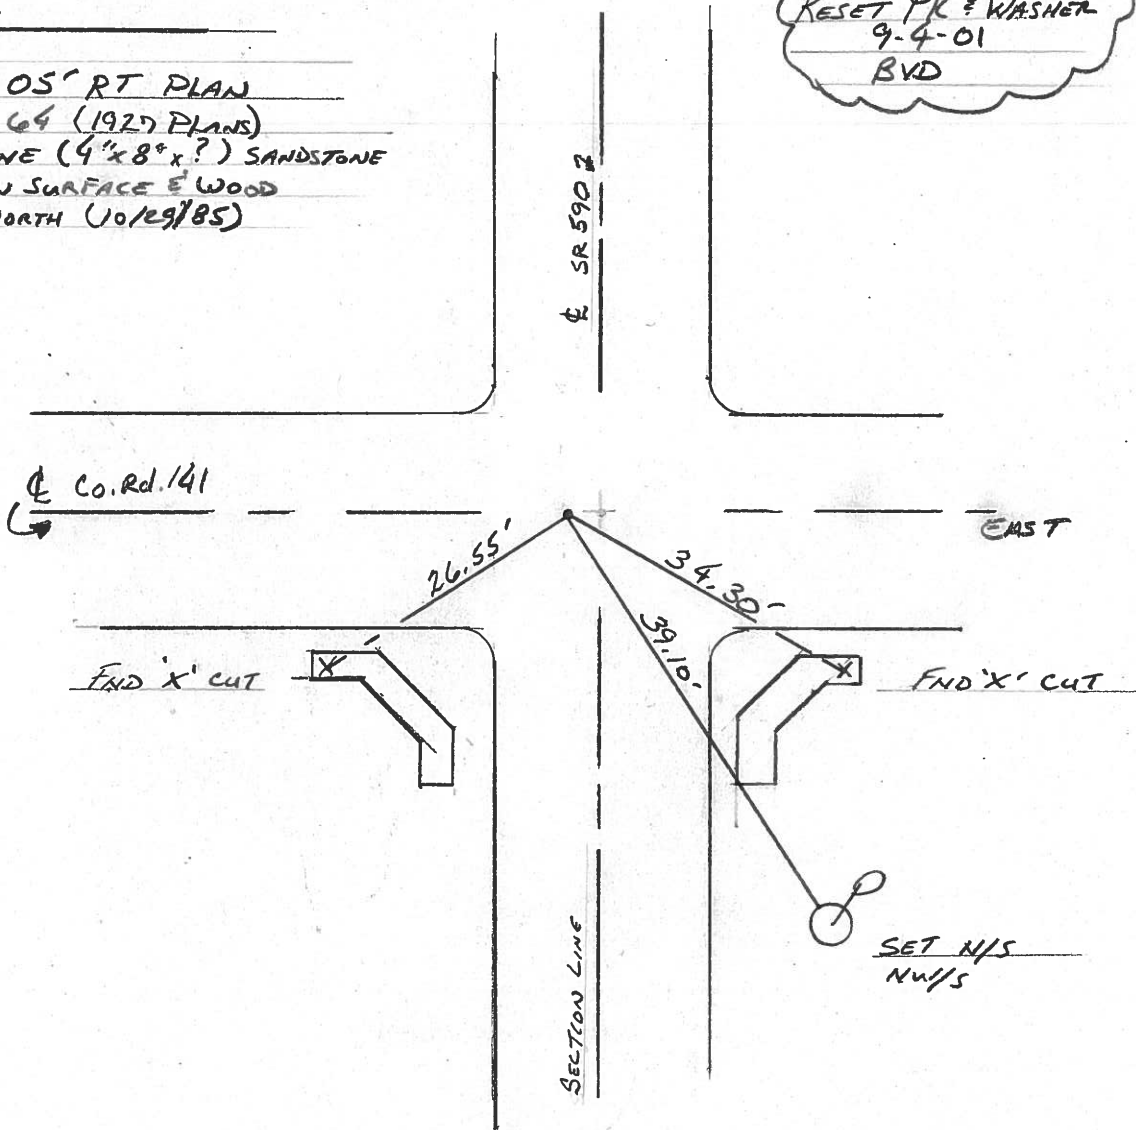 RESET PK & WASHER
9-4-01
BVD
05' RT PLAN
64 (1927 PLANS)
NE (4"x8"x?) SANDSTONE
N SURFACE & WOOD
NORTH (10/29/85)
℄ SR 590
℄ Co. Rd. 141
EAST
26.55'
34.30'
39.10'
FND 'X' CUT
X
X
FND 'X' CUT
SET N/S
NW/S
SECTION LINE